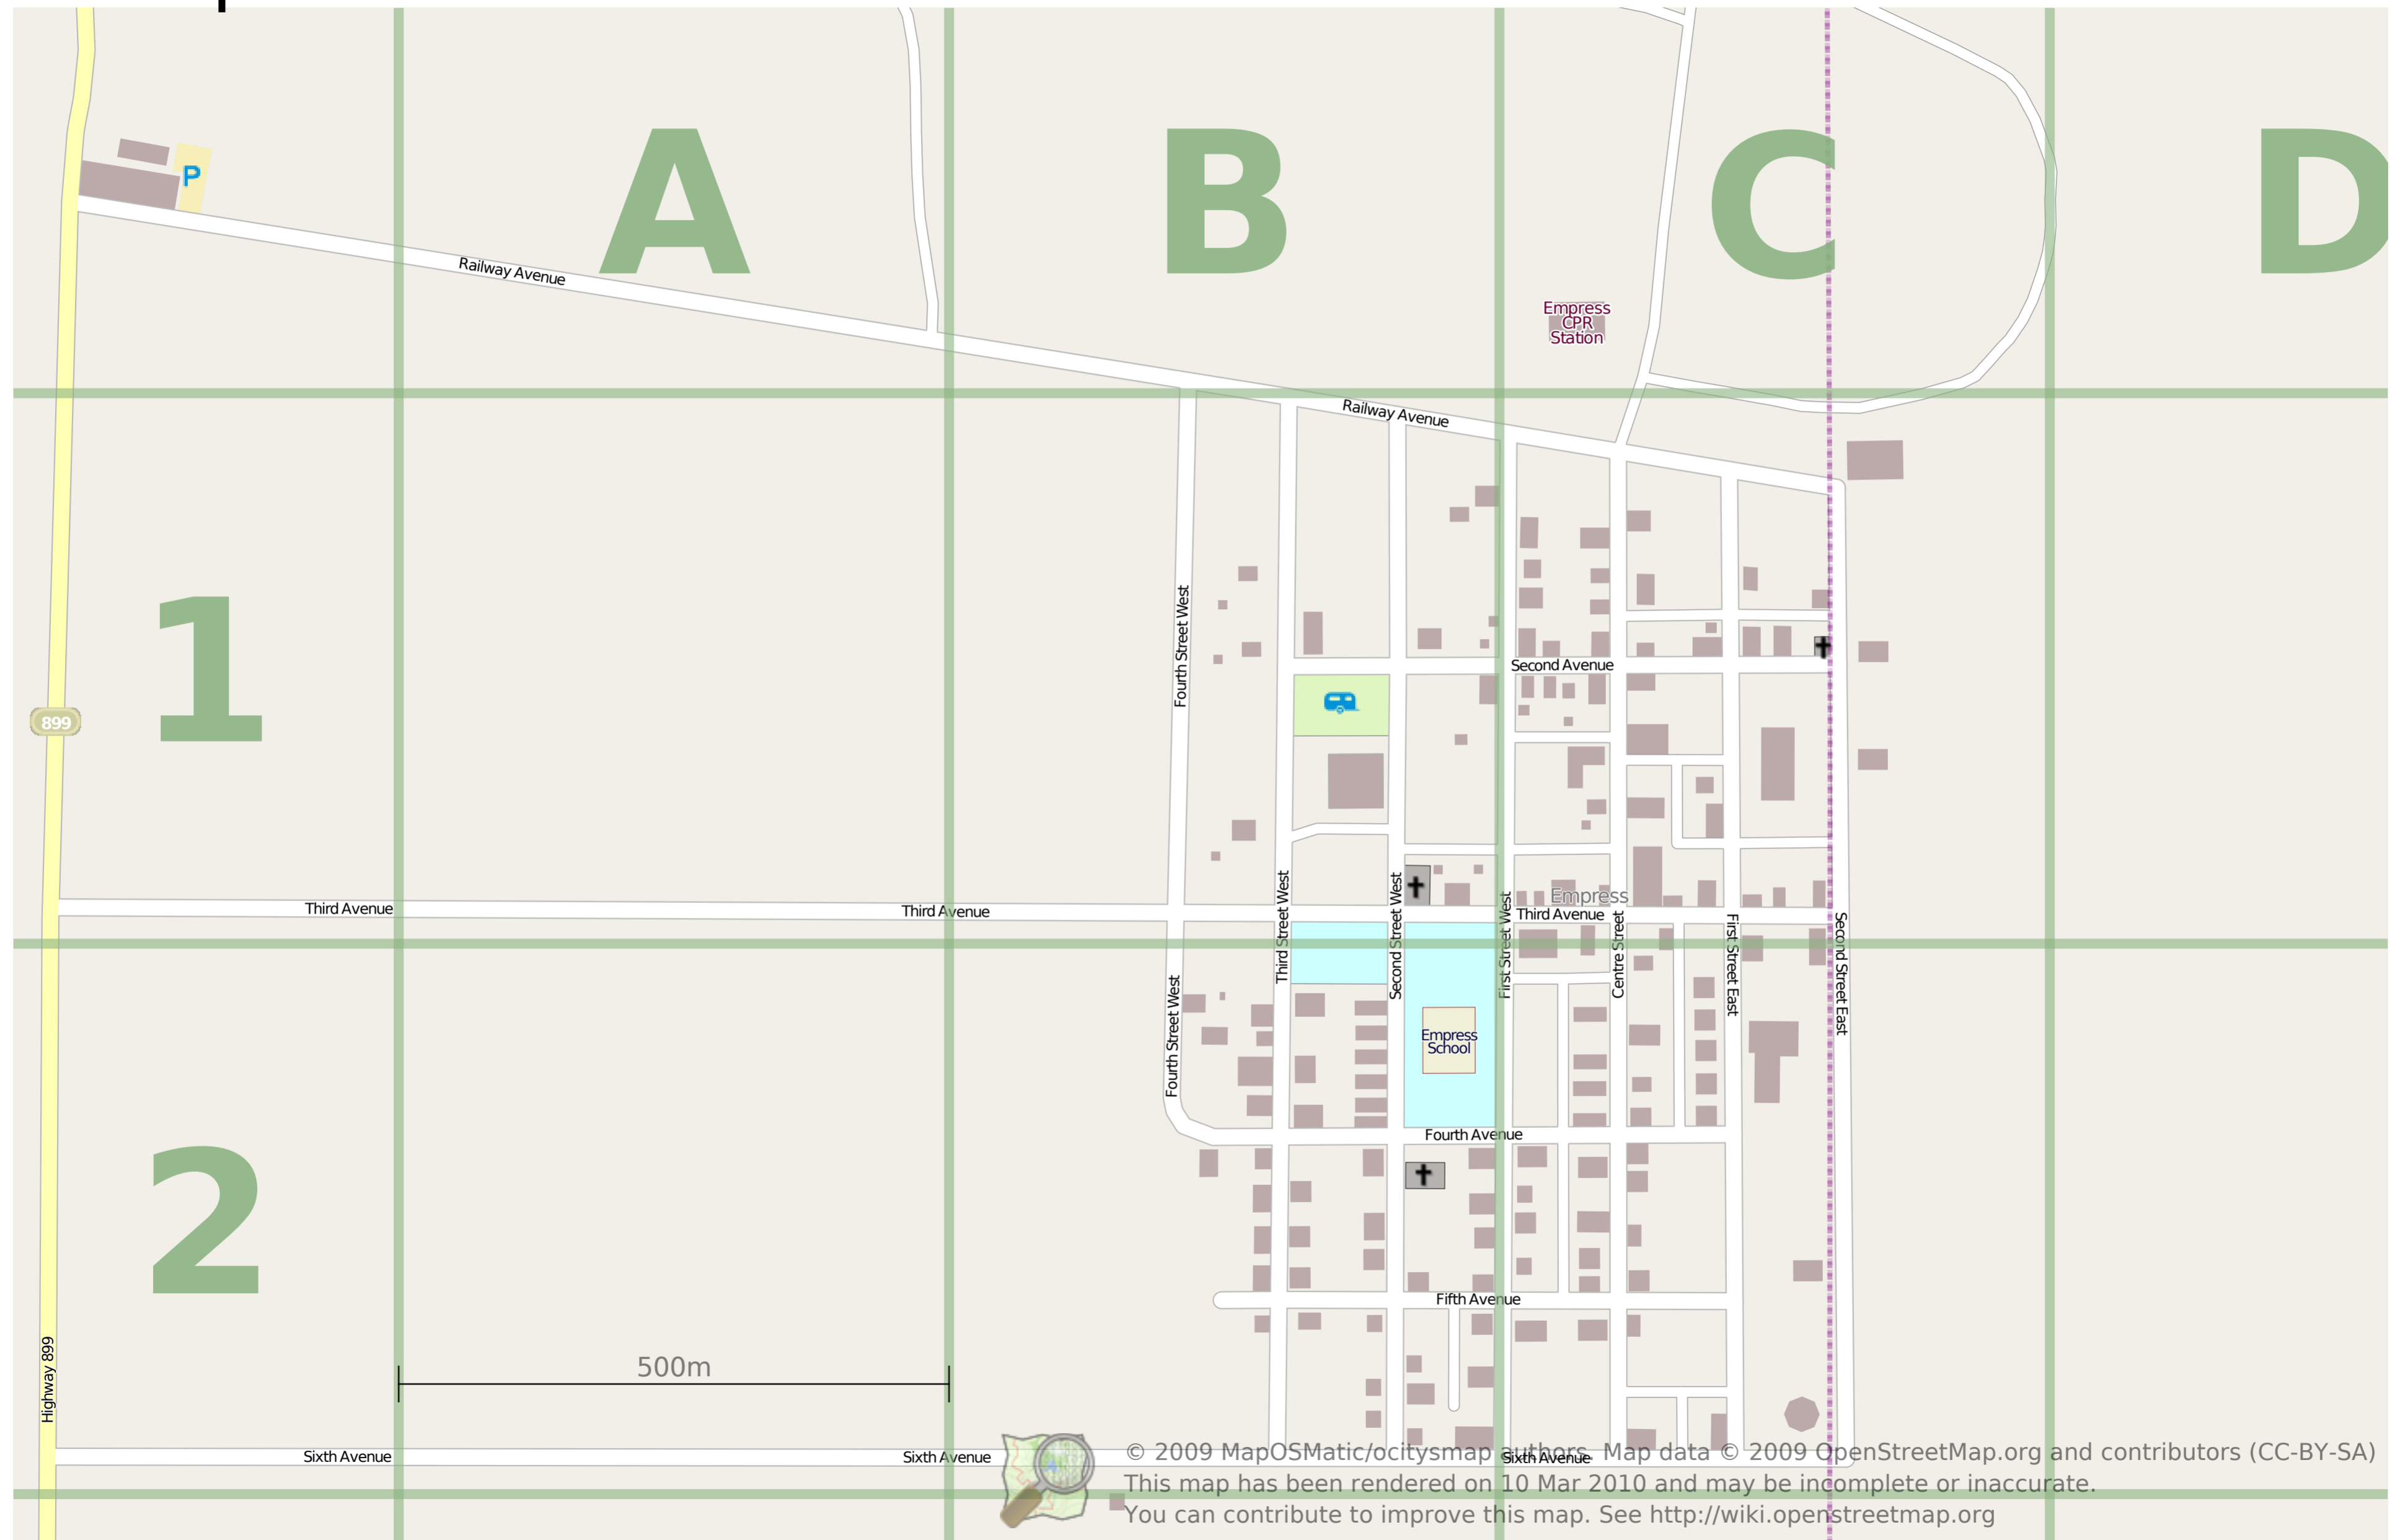 A
B
C
D
P
Railway Avenue
Empress
CPR
Station
Railway Avenue
Fourth Street West
1
Second Avenue
899
Empress
Third Avenue
Third Avenue
Third Avenue
Third Street West
Second Street West
First Street West
Centre Street
First Street East
Second Street East
Fourth Street West
Empress
School
Fourth Avenue
2
Fifth Avenue
Highway 899
500m
Sixth Avenue
Sixth Avenue
Sixth Avenue
© 2009 MapOSMatic/ocitysmap authors. Map data © 2009 OpenStreetMap.org and contributors (CC-BY-SA)
This map has been rendered on 10 Mar 2010 and may be incomplete or inaccurate.
You can contribute to improve this map. See http://wiki.openstreetmap.org